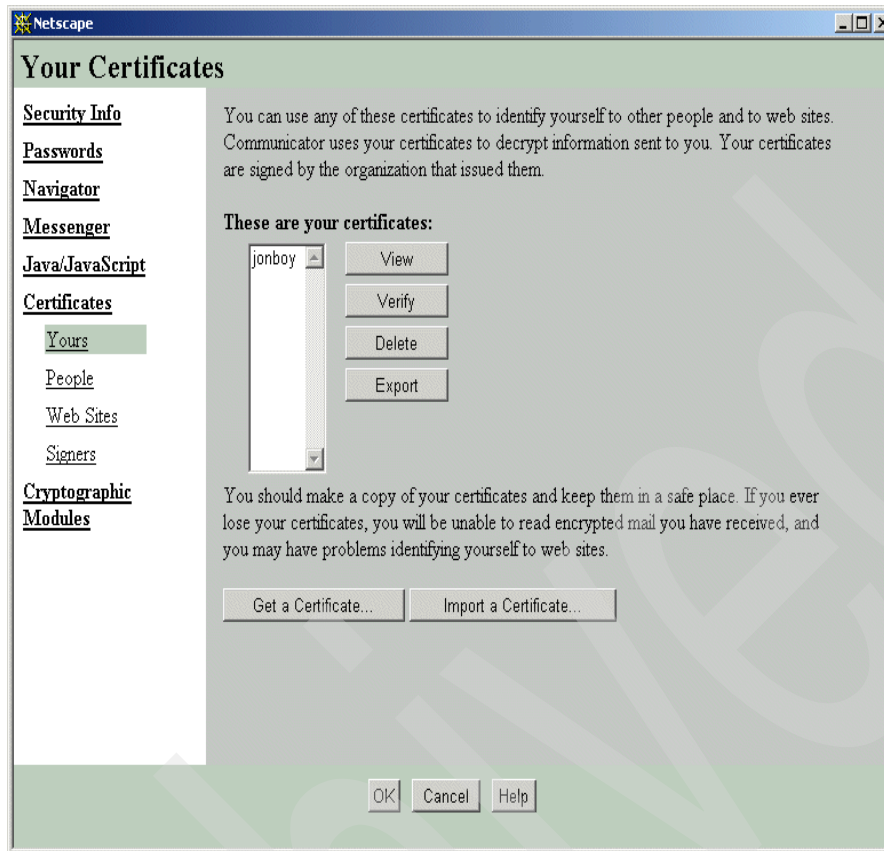 Netscape
Your Certificates
Security Info
Passwords
Navigator
Messenger
Java/JavaScript
Certificates
Yours
People
Web Sites
Signers
Cryptographic
Modules
You can use any of these certificates to identify yourself to other people and to web sites.
Communicator uses your certificates to decrypt information sent to you. Your certificates
are signed by the organization that issued them.
These are your certificates:
jonboy
View
Verify
Delete
Export
You should make a copy of your certificates and keep them in a safe place. If you ever
lose your certificates, you will be unable to read encrypted mail you have received, and
you may have problems identifying yourself to web sites.
Get a Certificate...
Import a Certificate...
OK
Cancel
Help